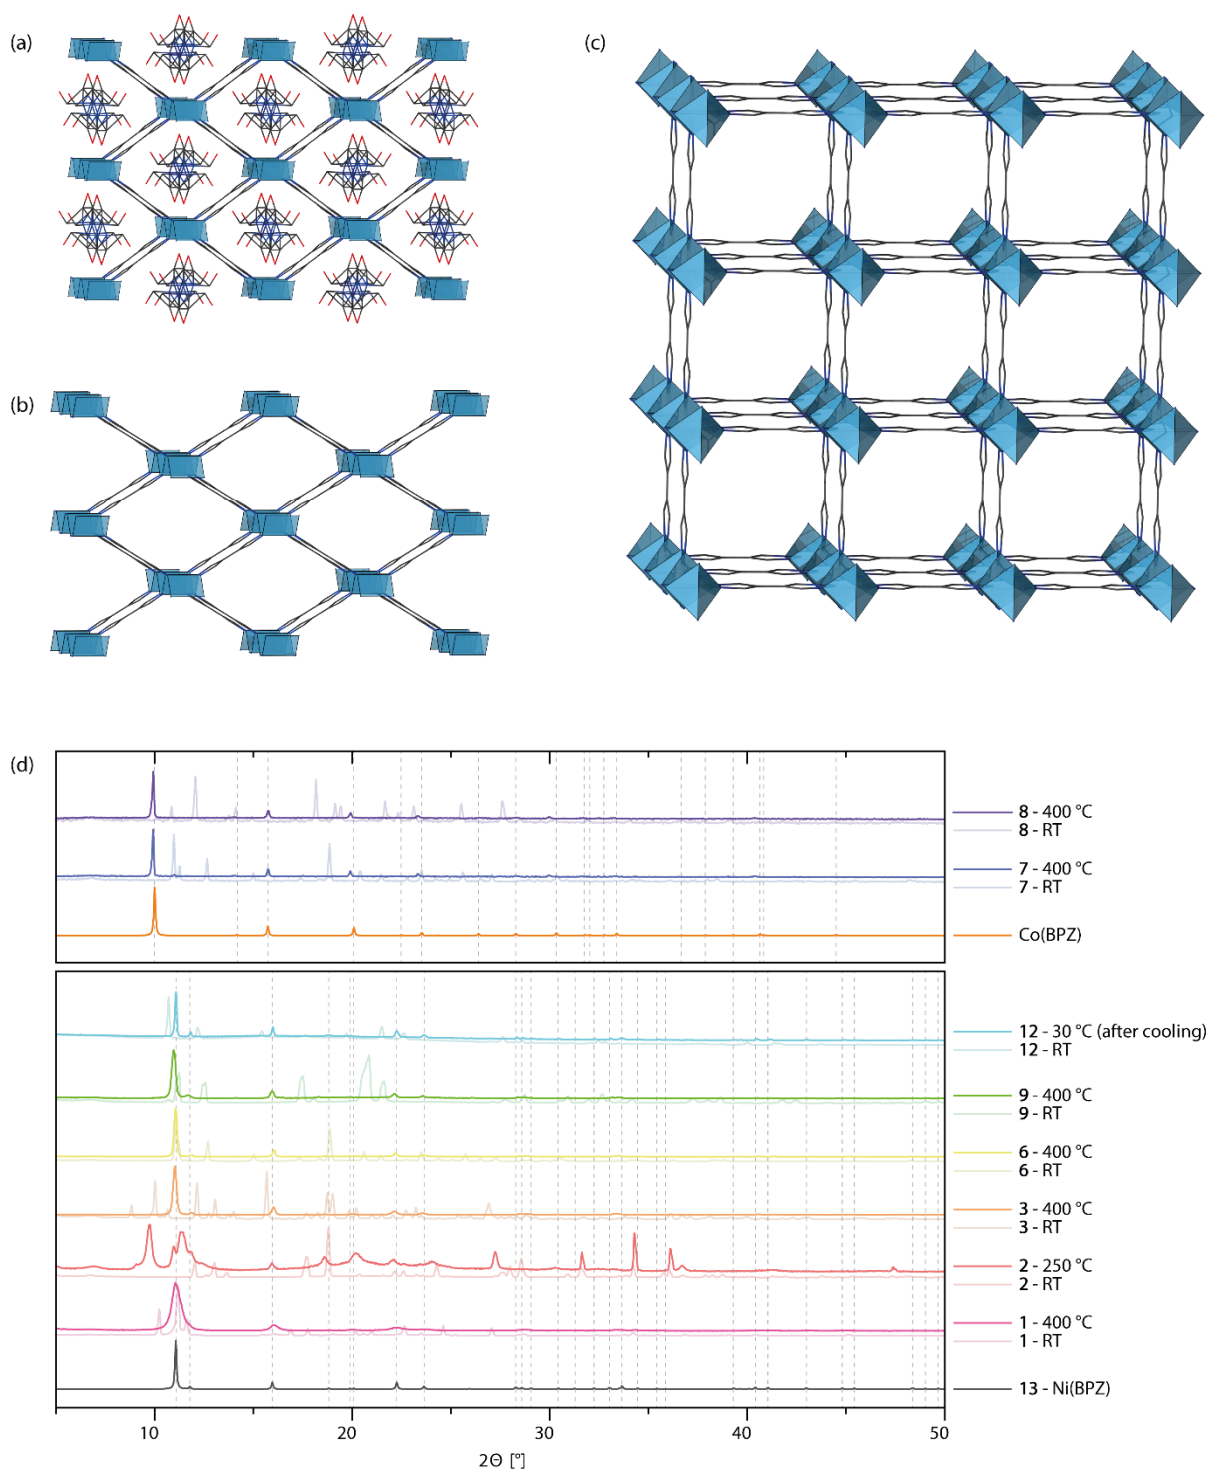 (a)
(c)
(b)
(d)
8 - 400 °C
8 - RT
7 - 400 °C
7 - RT
Co(BPZ)
12 - 30 °C (after cooling)
12 - RT
9 - 400 °C
9 - RT
6 - 400 °C
6 - RT
3 - 400 °C
3 - RT
2 - 250 °C
2 - RT
1 - 400 °C
1 - RT
13 - Ni(BPZ)
10 20 30 40 50
2Θ [°]